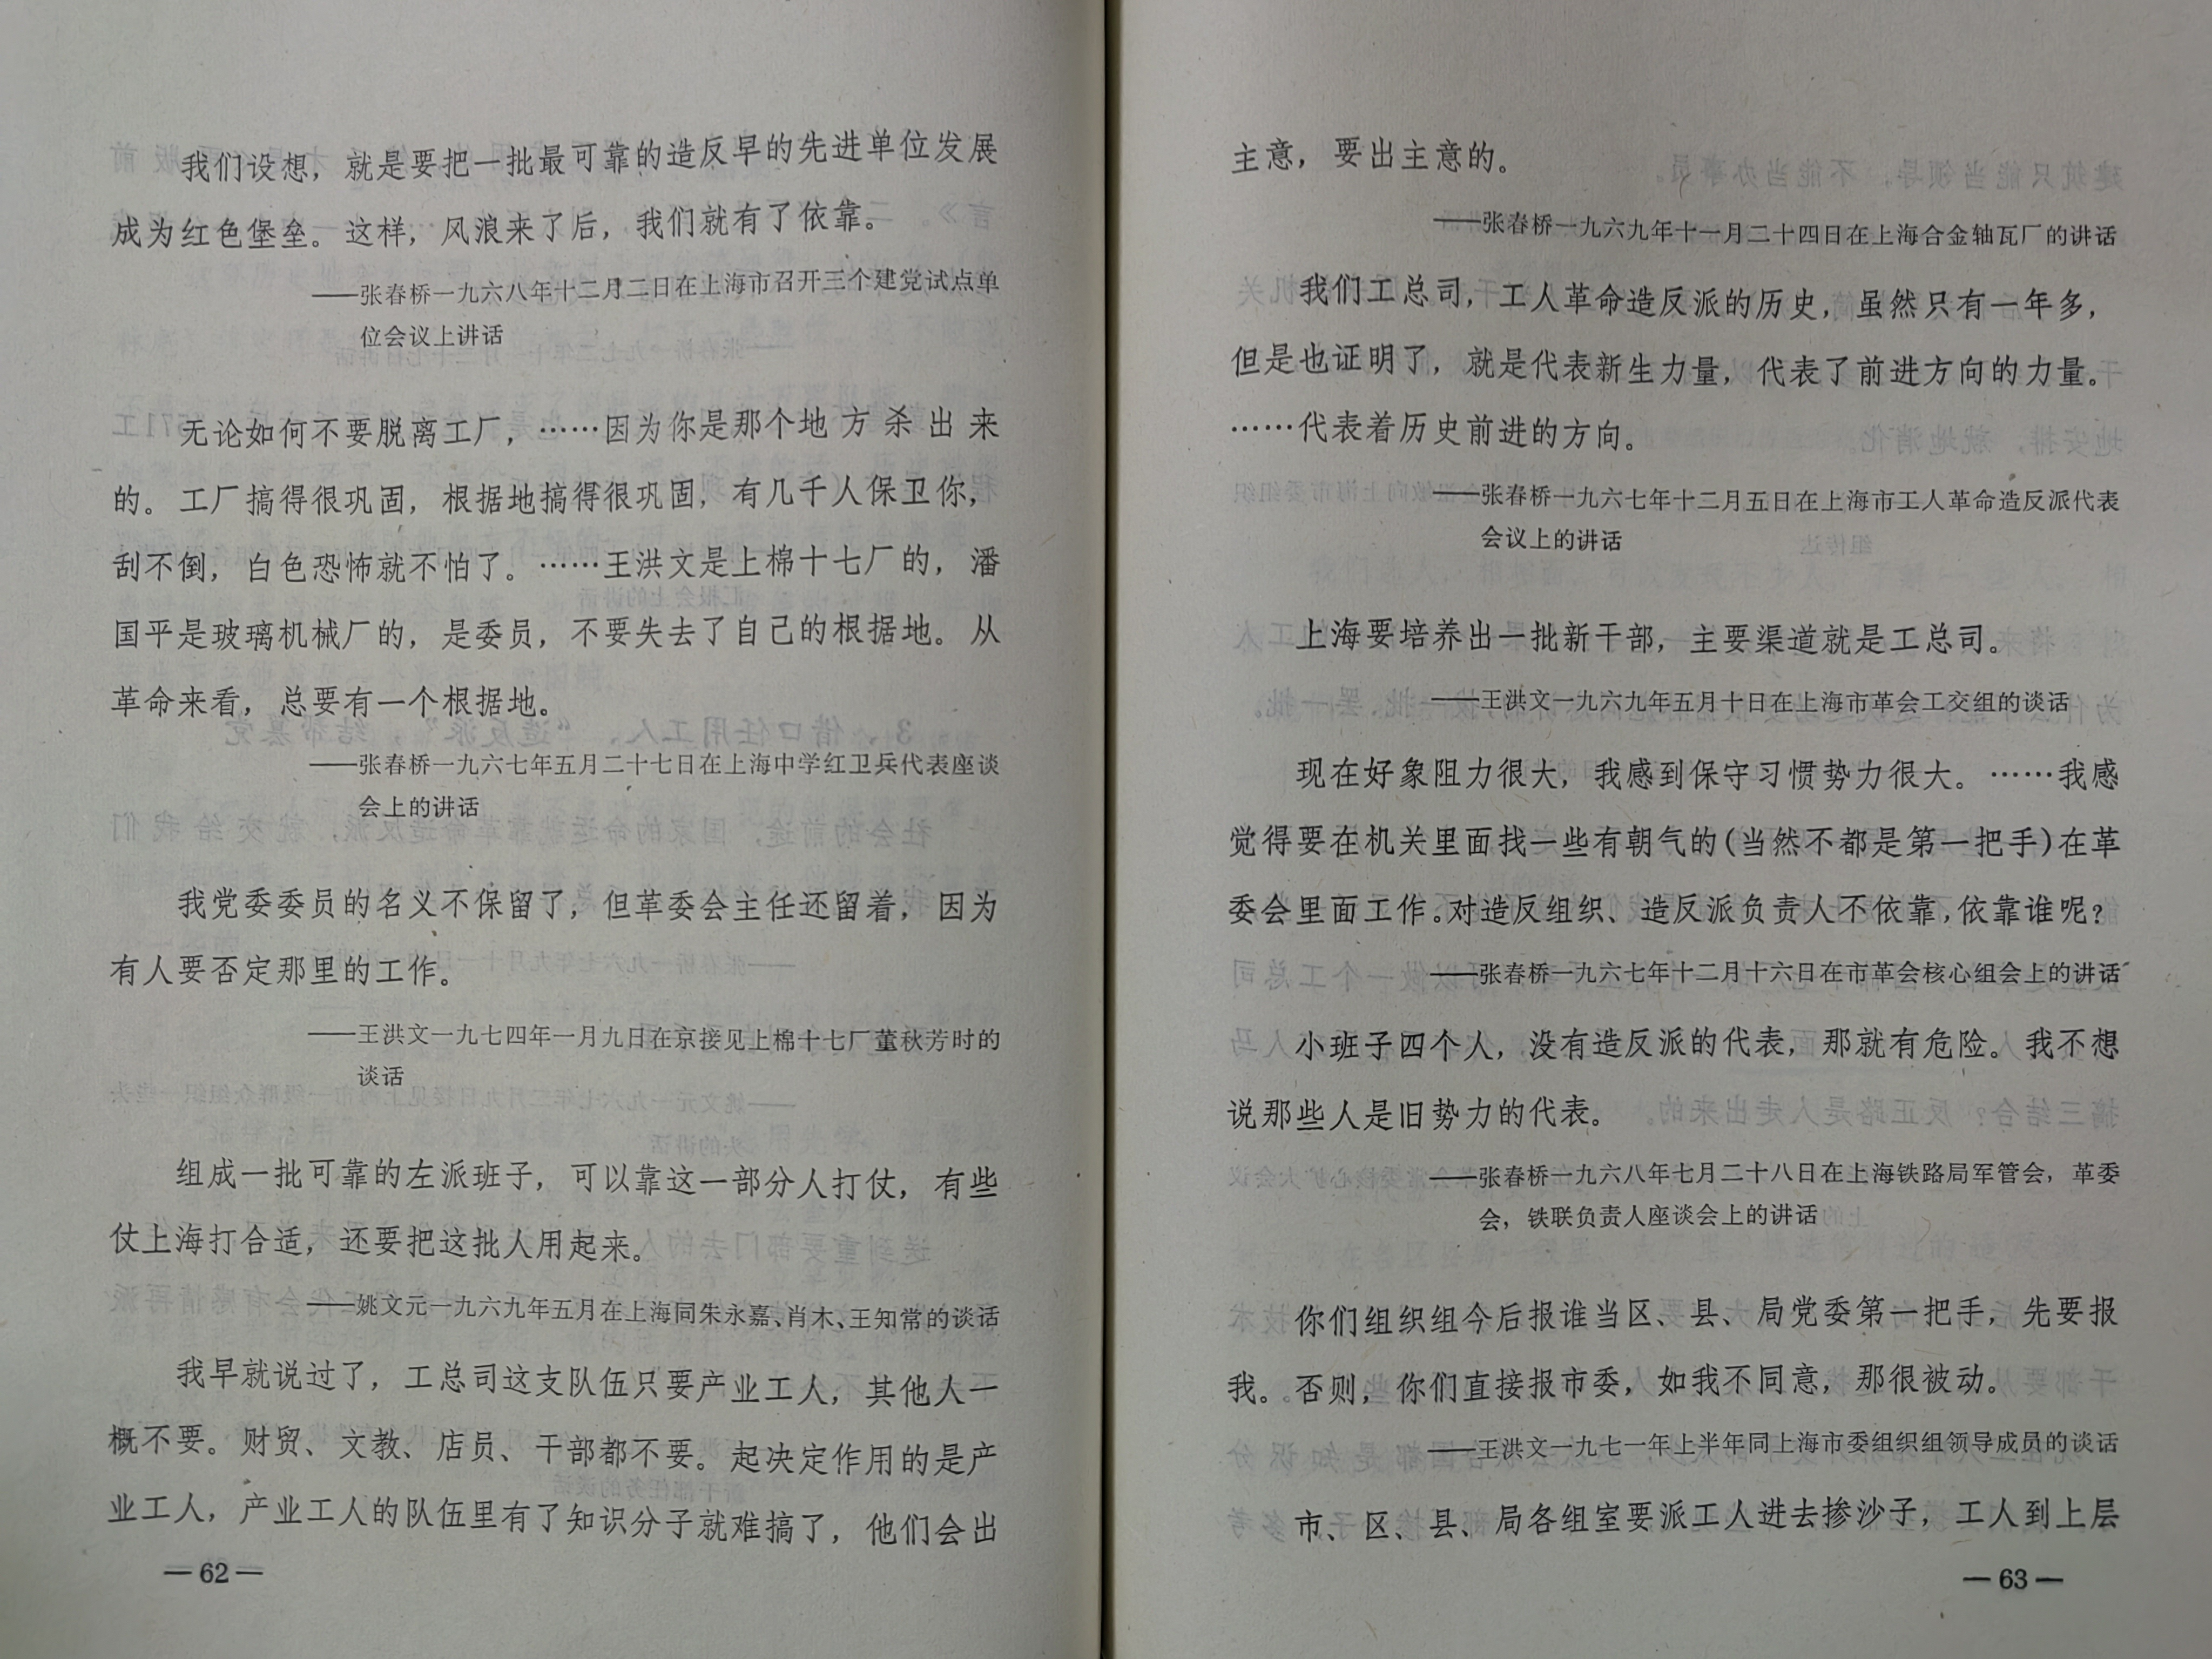 我们设想，就是要把一批最可靠的造反早的先进单位发展
成为红色堡垒。这样，风浪来了后，我们就有了依靠。
——张春桥一九六八年十二月二日在上海市召开三个建党试点单
位会议上讲话
无论如何不要脱离工厂，……因为你是那个地方杀出来
的。工厂搞得很巩固，根据地搞得很巩固，有几千人保卫你，
刮不倒，白色恐怖就不怕了。……王洪文是上棉十七厂的，潘
国平是玻璃机械厂的，是委员，不要失去了自己的根据地。从
革命来看，总要有一个根据地。
——张春桥一九六七年五月二十七日在上海中学红卫兵代表座谈
会上的讲话
我党委委员的名义不保留了，但革委会主任还留着，因为
有人要否定那里的工作。
——王洪文一九七四年一月九日在京接见上棉十七厂董秋芳时的
谈话
组成一批可靠的左派班子，可以靠这一部分人打仗，有些
仗上海打合适，还要把这批人用起来。
——姚文元一九六九年五月在上海同朱永嘉、肖木、王知常的谈话
我早就说过了，工总司这支队伍只要产业工人，其他人一
概不要。财贸、文教、店员、干部都不要。起决定作用的是产
业工人，产业工人的队伍里有了知识分子就难搞了，他们会出
— 62 —
主意，要出主意的。
——张春桥一九六九年十一月二十四日在上海合金轴瓦厂的讲话
我们工总司，工人革命造反派的历史，虽然只有一年多，
但是也证明了，就是代表新生力量，代表了前进方向的力量。
……代表着历史前进的方向。
——张春桥一九六七年十二月五日在上海市工人革命造反派代表
会议上的讲话
上海要培养出一批新干部，主要渠道就是工总司。
——王洪文一九六九年五月十日在上海市革会工交组的谈话
现在好象阻力很大，我感到保守习惯势力很大。……我感
觉得要在机关里面找一些有朝气的(当然不都是第一把手)在革
委会里面工作。对造反组织、造反派负责人不依靠，依靠谁呢？
——张春桥一九六七年十二月十六日在市革会核心组会上的讲话
小班子四个人，没有造反派的代表，那就有危险。我不想
说那些人是旧势力的代表。
——张春桥一九六八年七月二十八日在上海铁路局军管会，革委
会，铁联负责人座谈会上的讲话
你们组织组今后报谁当区、县、局党委第一把手，先要报
我。否则，你们直接报市委，如我不同意，那很被动。
——王洪文一九七一年上半年同上海市委组织组领导成员的谈话
市、区、县、局各组室要派工人进去掺沙子，工人到上层
— 63 —